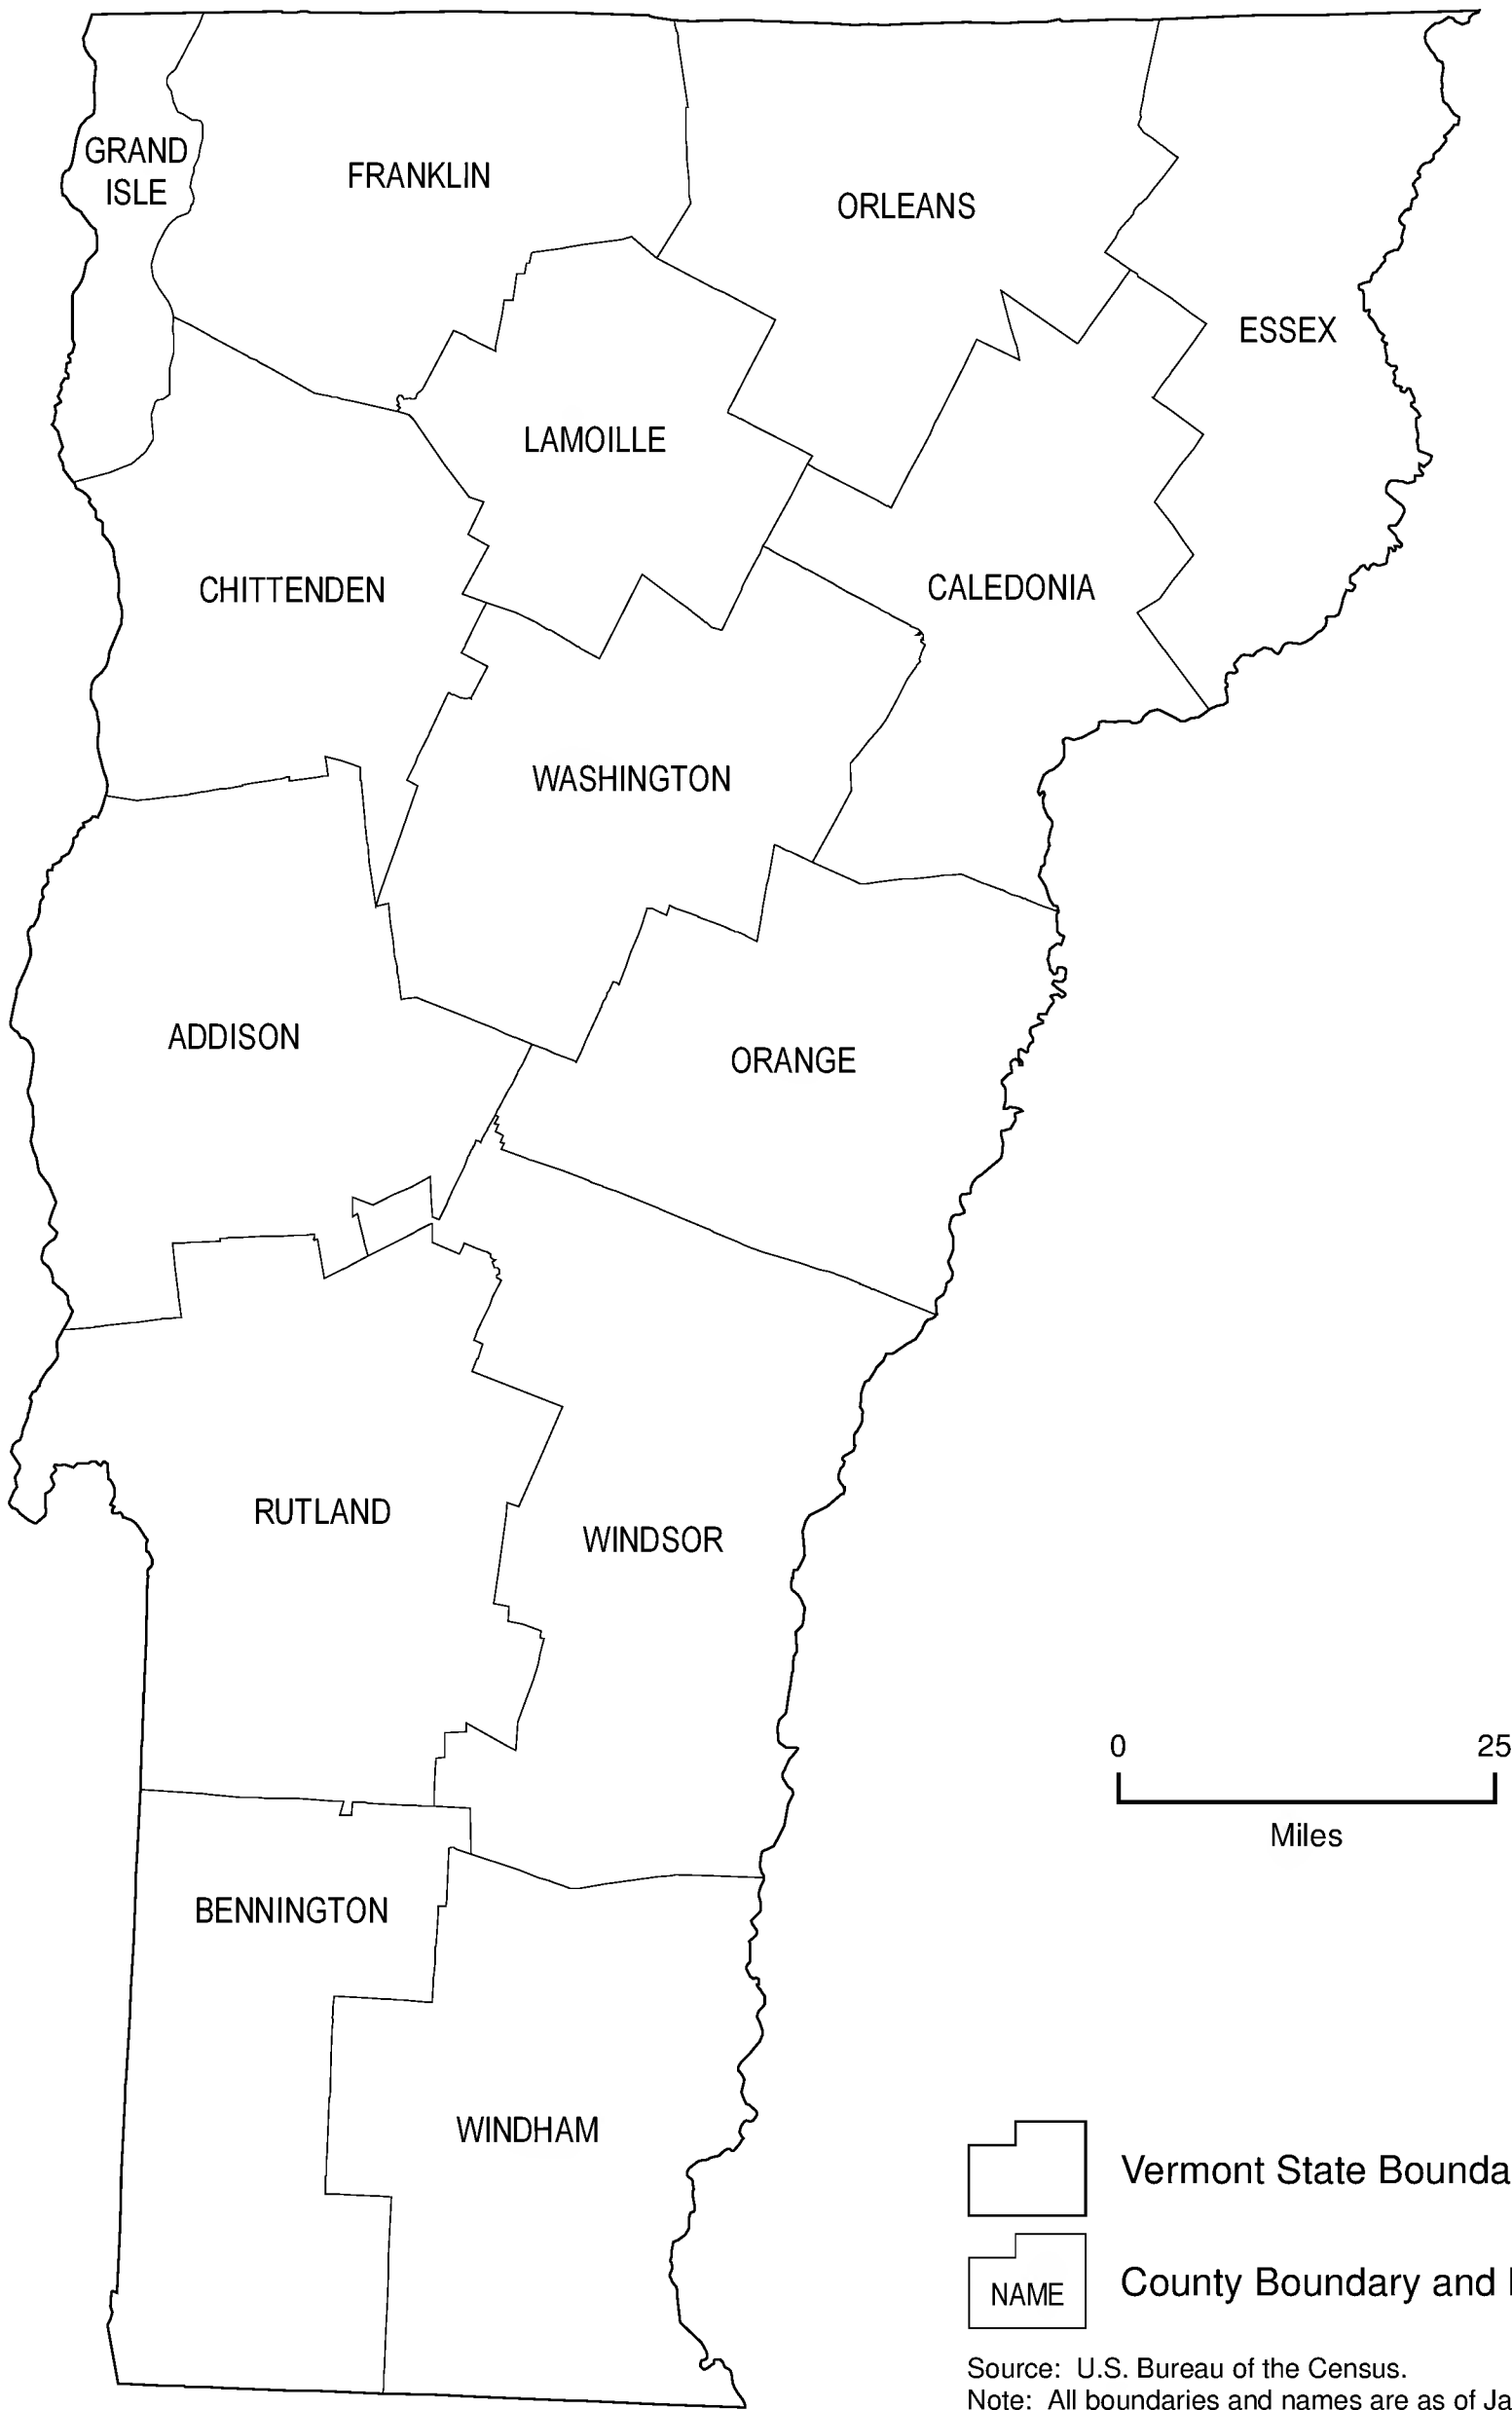 GRAND
ISLE
FRANKLIN
ORLEANS
ESSEX
LAMOILLE
CHITTENDEN
CALEDONIA
WASHINGTON
ADDISON
ORANGE
RUTLAND
WINDSOR
0 25
Miles
BENNINGTON
WINDHAM
Vermont State Bounda
NAME County Boundary and
Source: U.S. Bureau of the Census.
Note: All boundaries and names are as of Ja